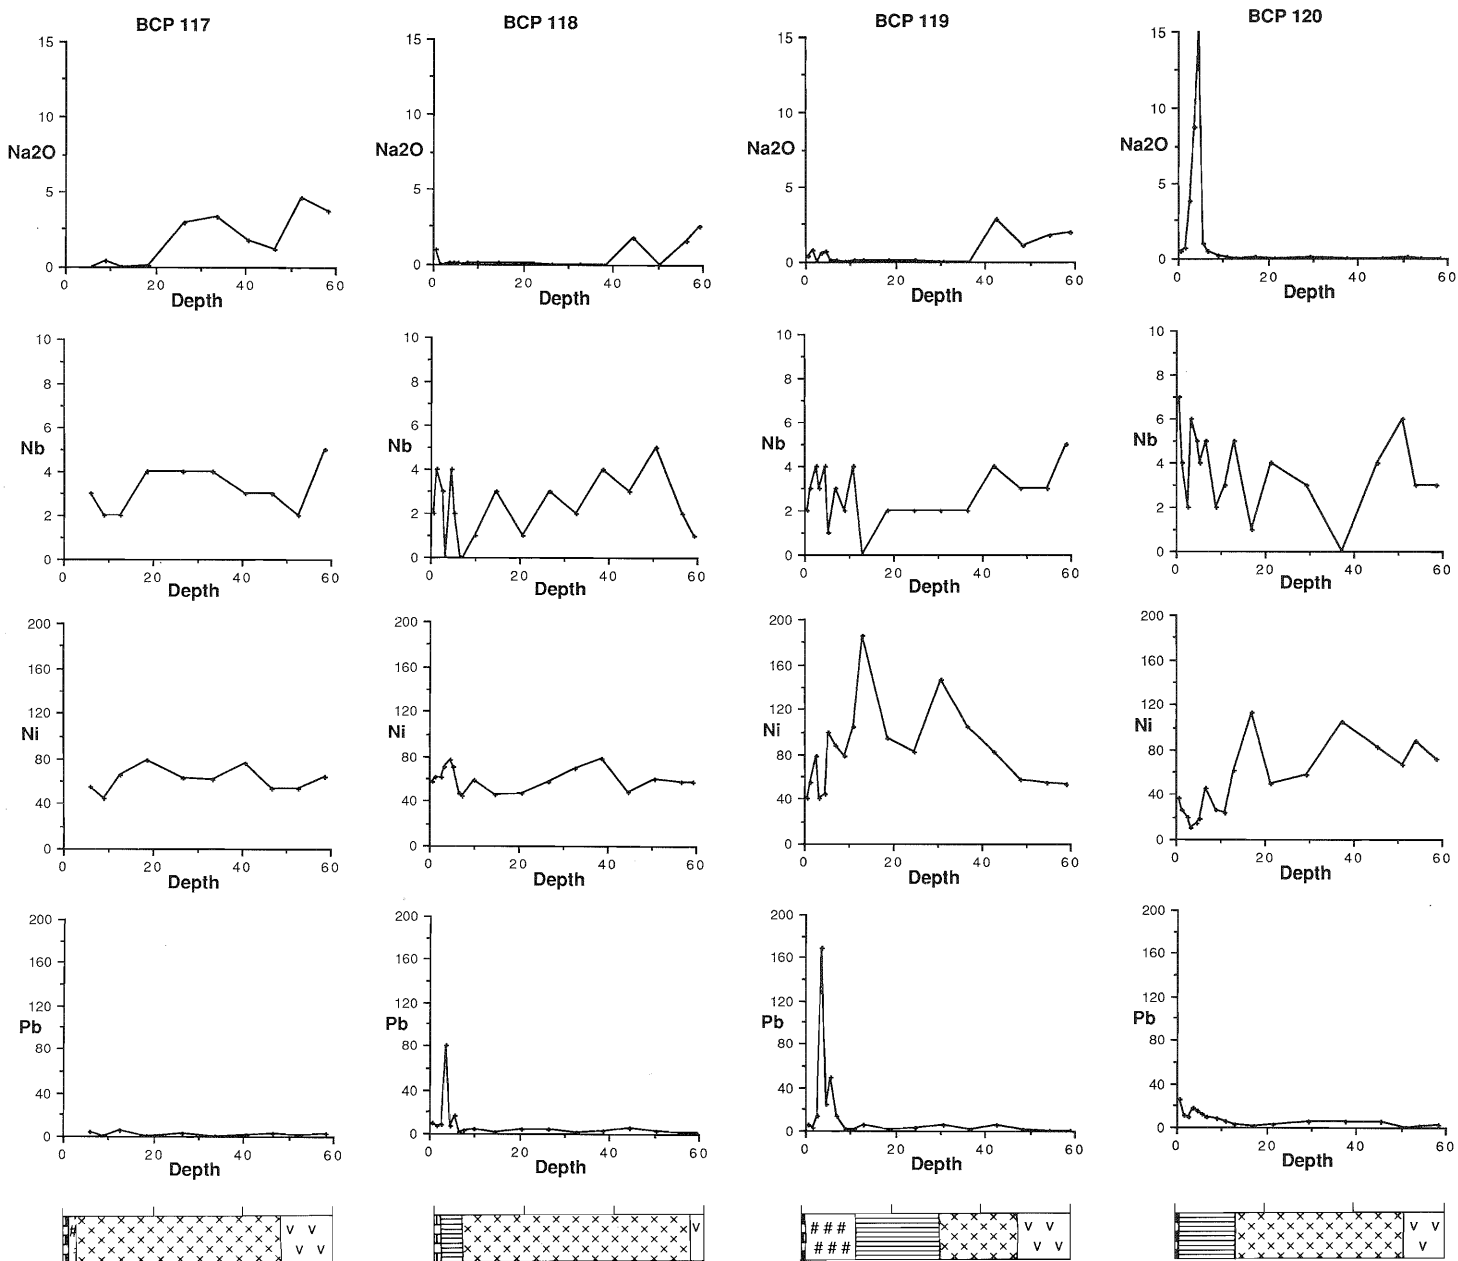 BCP 117 BCP 118 BCP 119 BCP 120
15 15 15 15
10 10 10 10
Na2O Na2O Na2O Na2O
5 5 5 5
0 0 0 0
0 20 40 60 0 20 40 60 0 20 40 60 0 20 40 60
Depth Depth Depth Depth
10 10 10 10
8 8 8 8
6 6 6 6
Nb Nb Nb Nb
4 4 4 4
2 2 2 2
0 0 0 0
0 20 40 60 0 20 40 60 0 20 40 60 0 20 40 60
Depth Depth Depth Depth
200 200 200 200
160 160 160 160
120 120 120 120
Ni Ni Ni Ni
80 80 80 80
40 40 40 40
0 0 0 0
0 20 40 60 0 20 40 60 0 20 40 60 0 20 40 60
Depth Depth Depth Depth
200 200 200 200
160 160 160 160
120 120 120 120
Pb Pb Pb Pb
80 80 80 80
40 40 40 40
0 0 0 0
0 20 40 60 0 20 40 60 0 20 40 60 0 20 40 60
Depth Depth Depth Depth